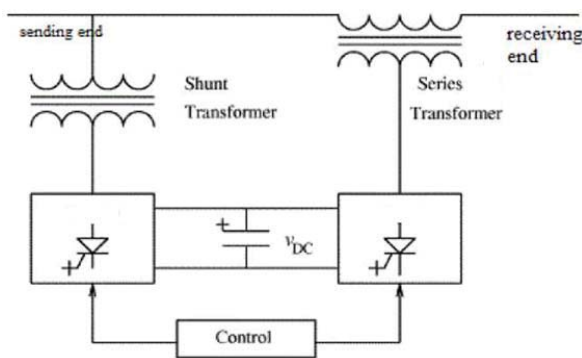 sending end
receiving
end
Shunt
Transformer
Series
Transformer
+
vDC
+
+
Control